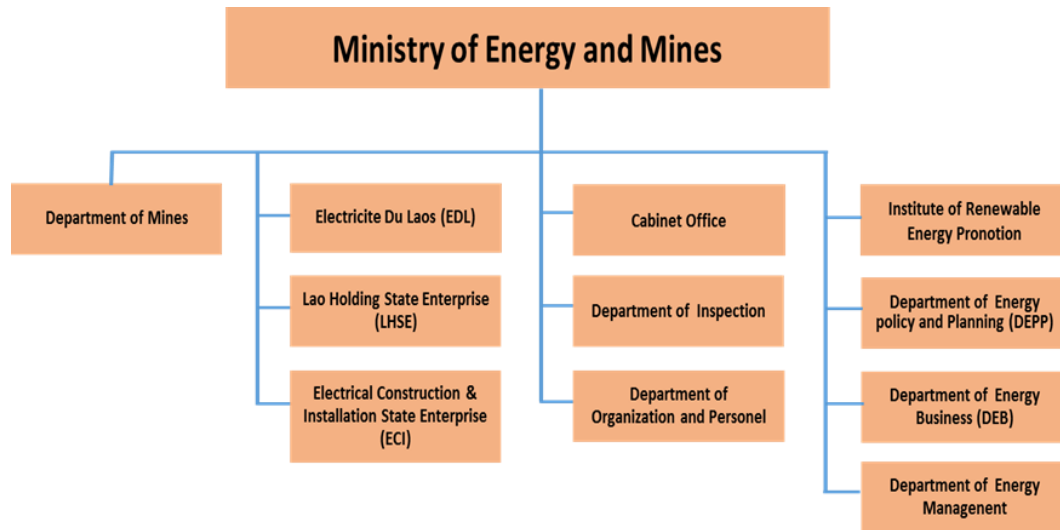 Ministry of Energy and Mines
Department of Mines
Electricite Du Laos (EDL)
Lao Holding State Enterprise
(LHSE)
Electrical Construction &
Installation State Enterprise
(ECI)
Cabinet Office
Department of Inspection
Department of
Organization and Personel
Institute of Renewable
Energy Pronotion
Department of Energy
policy and Planning (DEPP)
Department of Energy
Business (DEB)
Department of Energy
Managenent